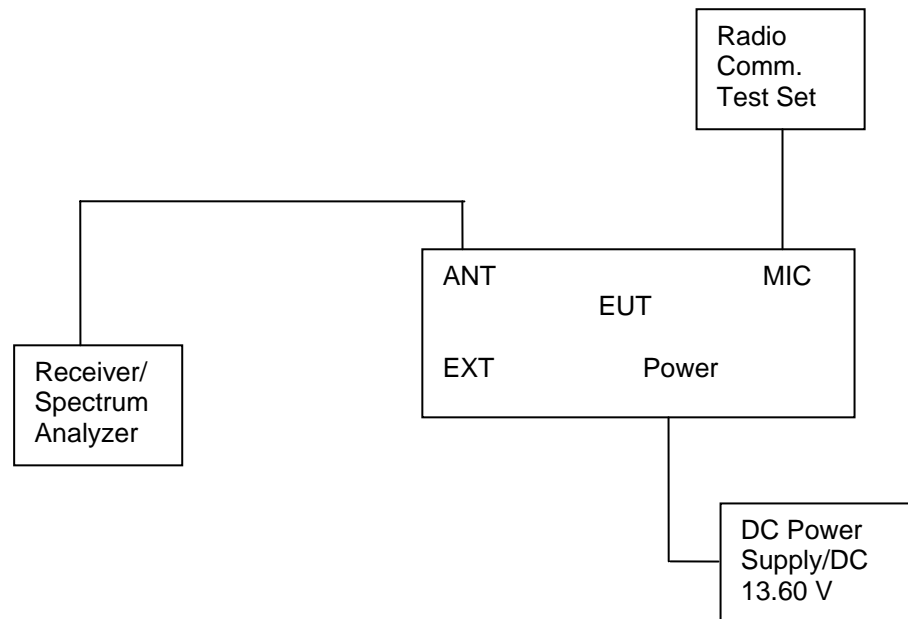 Radio
Comm.
Test Set
ANT
MIC
EUT
EXT
Power
Receiver/
Spectrum
Analyzer
DC Power
Supply/DC
13.60 V